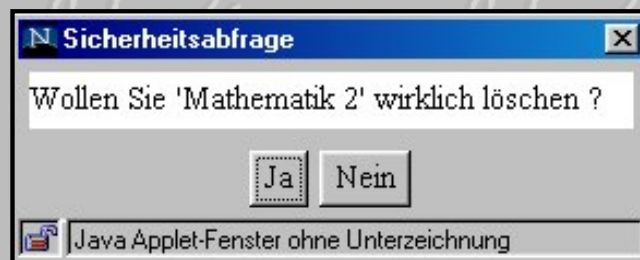 Sicherheitsabfrage
Wollen Sie 'Mathematik 2' wirklich löschen ?
Ja Nein
Java Applet-Fenster ohne Unterzeichnung